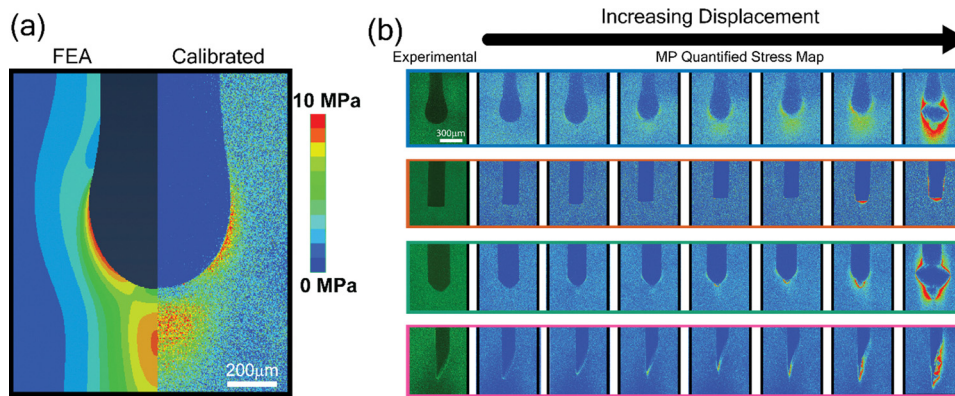 (a)
FEA
Calibrated
10 MPa
0 MPa
200μm
(b)
Increasing Displacement
Experimental
MP Quantified Stress Map
300μm